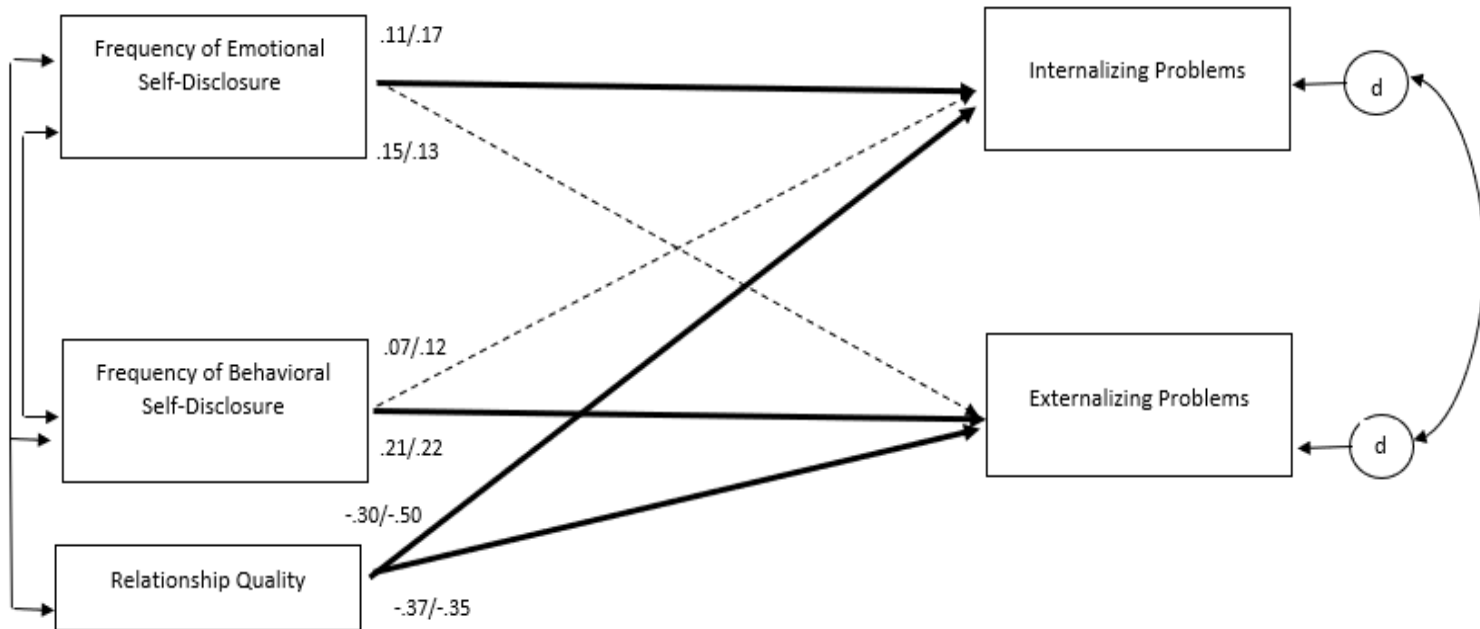 Frequency of Emotional
Self-Disclosure
.11/.17
.15/.13
Internalizing Problems
d
Frequency of Behavioral
Self-Disclosure
.07/.12
.21/.22
Externalizing Problems
d
-.30/-.50
Relationship Quality
-.37/-.35